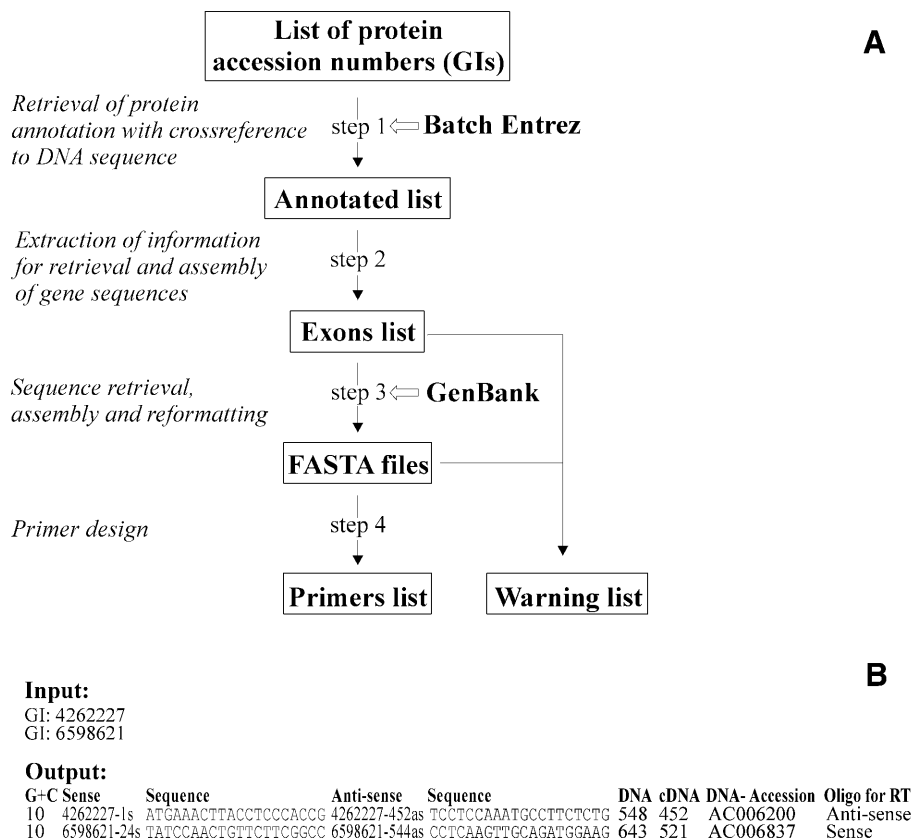 A
List of protein
accession numbers (GIs)
Retrieval of protein
annotation with crossreference
to DNA sequence
step 1
Batch Entrez
Annotated list
Extraction of information
for retrieval and assembly
of gene sequences
step 2
Exons list
Sequence retrieval,
assembly and reformatting
step 3
GenBank
FASTA files
Primer design
step 4
Primers list
Warning list
B
Input:
GI: 4262227
GI: 6598621
Output:
G+C Sense Sequence Anti-sense Sequence DNA cDNA DNA- Accession Oligo for RT
10 4262227-1s ATGAAACTTACCTCCCACCG 4262227-452as TCCTCCAAATGCCTTCTCTG 548 452 AC006200 Anti-sense
10 6598621-24s TATCCAACTGTTCTTCGGCC 6598621-544as CCTCAAGTTGCAGATGGAAG 643 521 AC006837 Sense